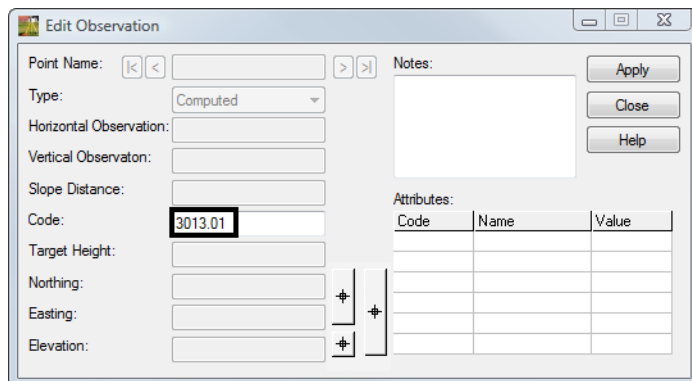 Edit Observation
Point Name:
Type:
Computed
Horizontal Observation:
Vertical Observaton:
Slope Distance:
Code:
3013.01
Target Height:
Northing:
Easting:
Elevation:
Notes:
Apply
Close
Help
Attributes:
Code Name Value